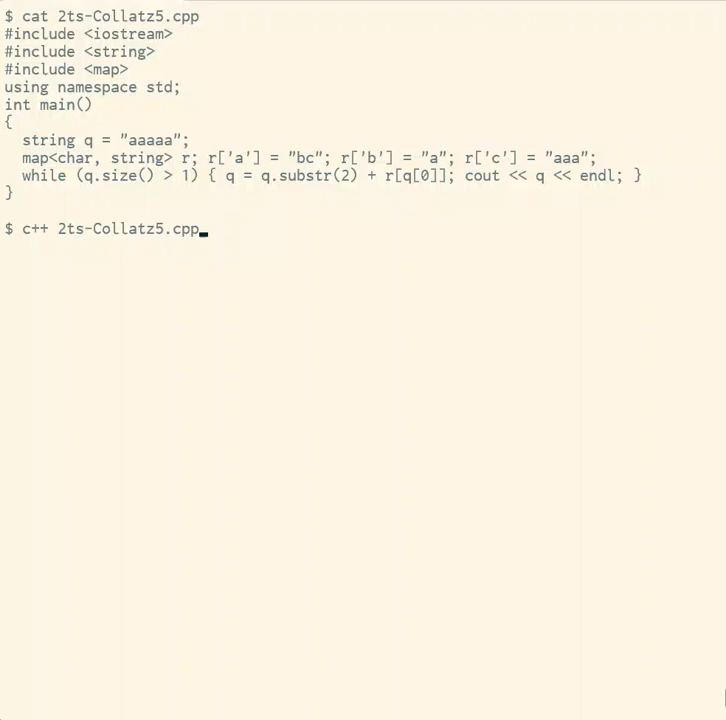 $ cat 2ts-Collatz5.cpp
#include <iostream>
#include <string>
#include <map>
using namespace std;
int main()
{
  string q = "aaaaa";
  map<char, string> r; r['a'] = "bc"; r['b'] = "a"; r['c'] = "aaa";
  while (q.size() > 1) { q = q.substr(2) + r[q[0]]; cout << q << endl; }
}
$ c++ 2ts-Collatz5.cpp